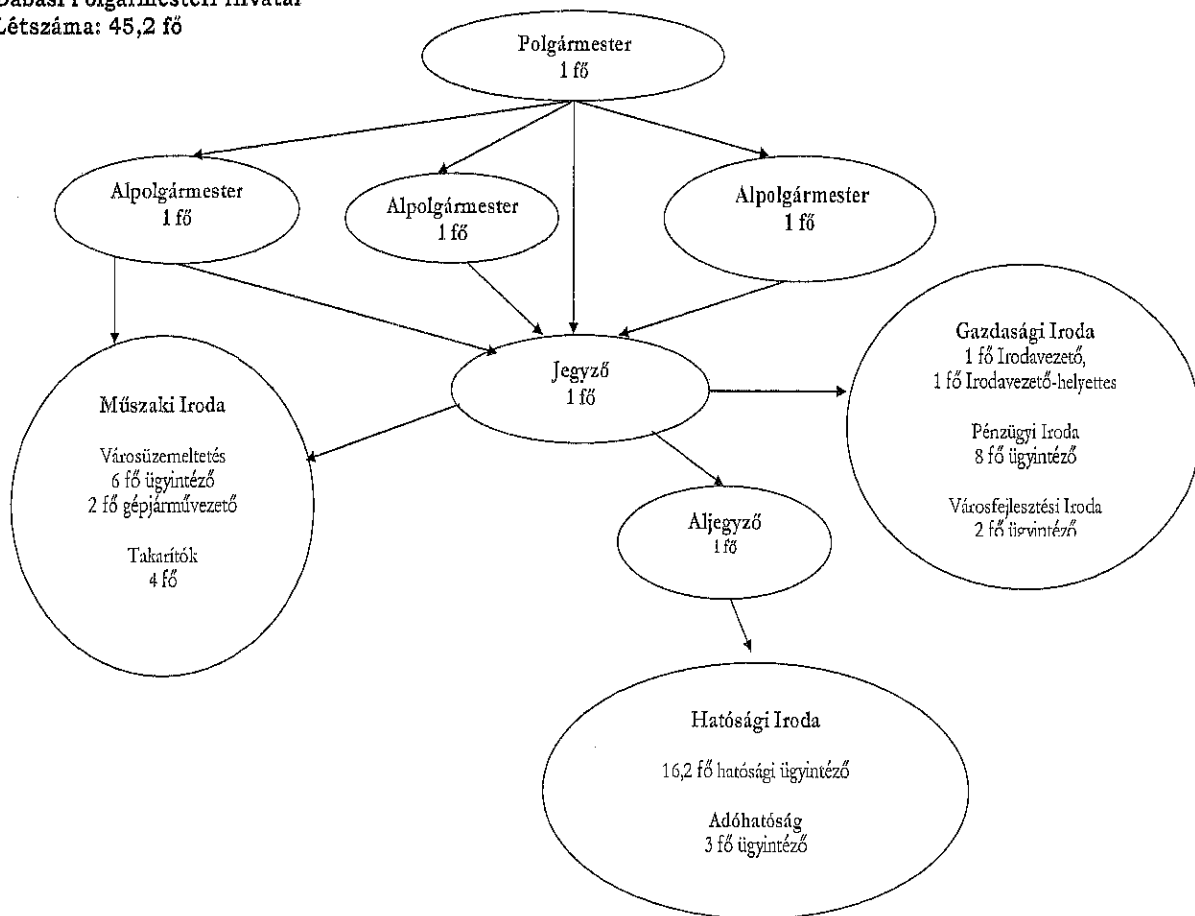 Dabasi Polgármesteri Hivatal
Létszáma: 45,2 fő
Polgármester
1 fő
Alpolgármester
1 fő
Alpolgármester
1 fő
Alpolgármester
1 fő
Jegyző
1 fő
Gazdasági Iroda
1 fő Irodavezető,
1 fő Irodavezető-helyettes
Pénzügyi Iroda
8 fő ügyintéző
Városfejlesztési Iroda
2 fő ügyintéző
Műszaki Iroda
Városüzemeltetés
6 fő ügyintéző
2 fő gépjárművezető
Takarítók
4 fő
Aljegyző
1 fő
Hatósági Iroda
16,2 fő hatósági ügyintéző
Adóhatóság
3 fő ügyintéző